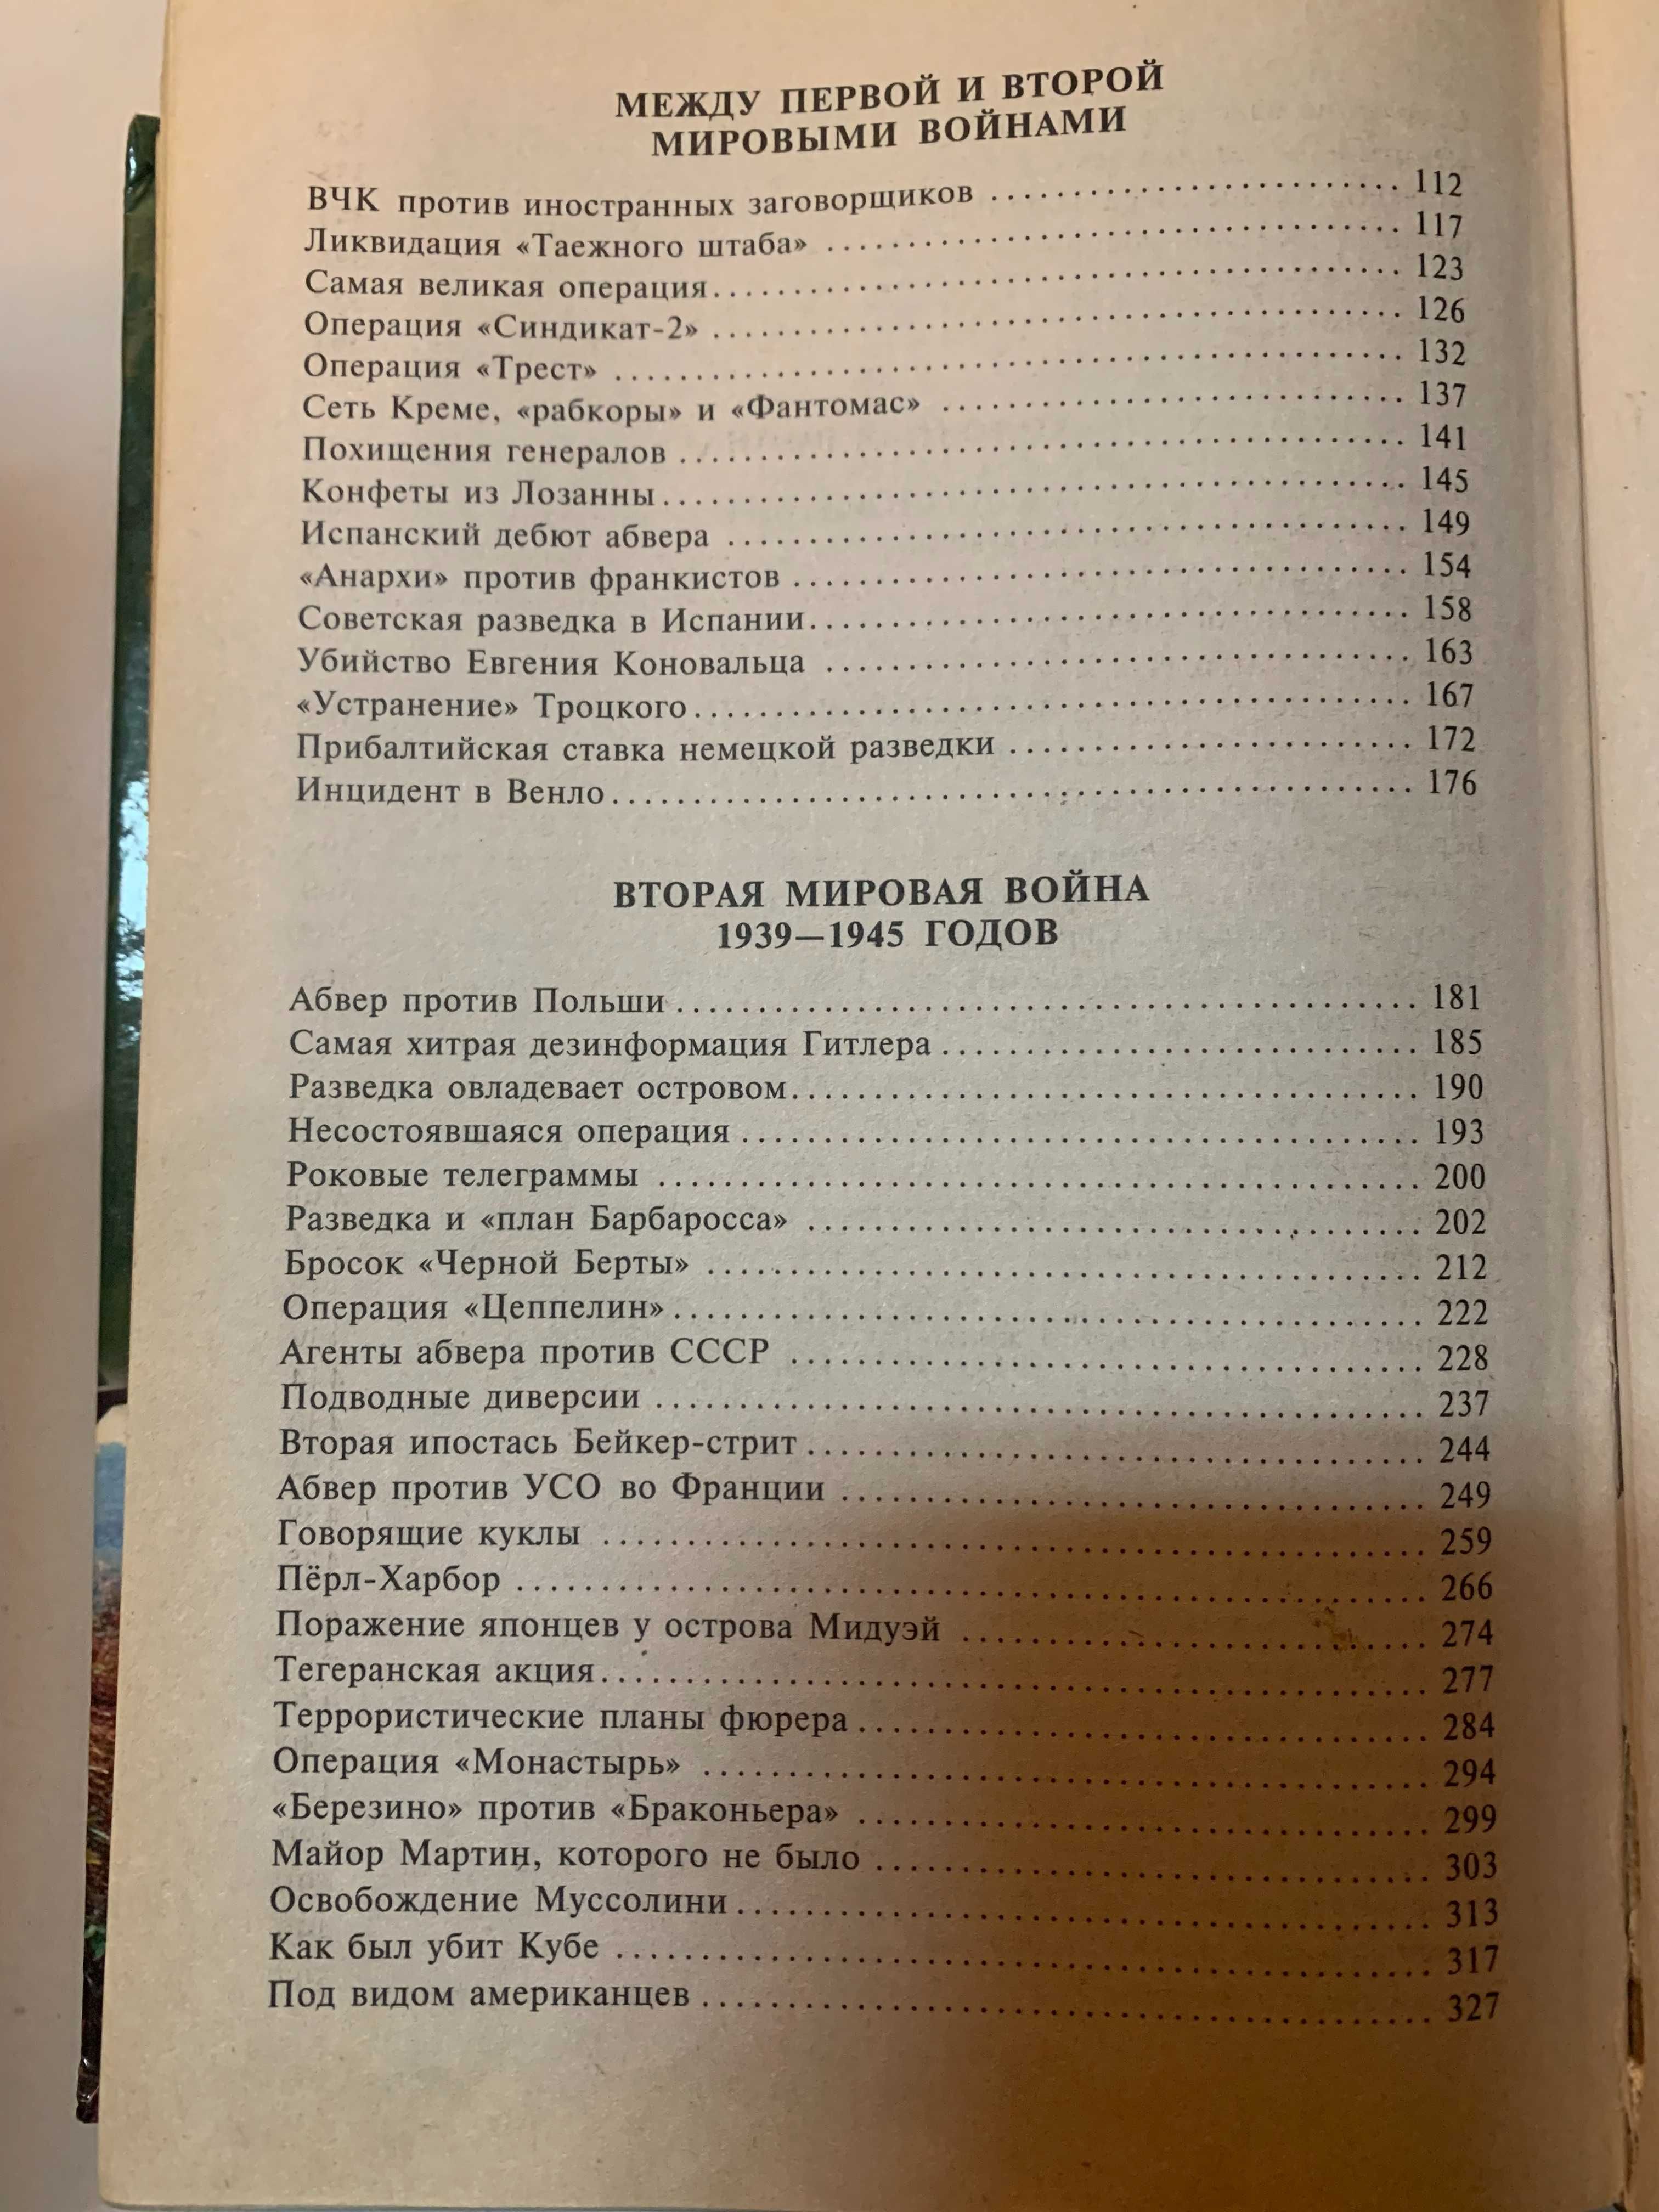 МЕЖДУ ПЕРВОЙ И ВТОРОЙ
МИРОВЫМИ ВОЙНАМИ
ВЧК против иностранных заговорщиков ........ 112
Ликвидация «Таежного штаба» ........ 117
Самая великая операция ........ 123
Операция «Синдикат-2» ........ 126
Операция «Трест» ........ 132
Сеть Креме, «рабкоры» и «Фантомас» ........ 137
Похищения генералов ........ 141
Конфеты из Лозанны ........ 145
Испанский дебют абвера ........ 149
«Анархи» против франкистов ........ 154
Советская разведка в Испании ........ 158
Убийство Евгения Коновальца ........ 163
«Устранение» Троцкого ........ 167
Прибалтийская ставка немецкой разведки ........ 172
Инцидент в Венло ........ 176
ВТОРАЯ МИРОВАЯ ВОЙНА
1939—1945 ГОДОВ
Абвер против Польши ........ 181
Самая хитрая дезинформация Гитлера ........ 185
Разведка овладевает островом ........ 190
Несостоявшаяся операция ........ 193
Роковые телеграммы ........ 200
Разведка и «план Барбаросса» ........ 202
Бросок «Черной Берты» ........ 212
Операция «Цеппелин» ........ 222
Агенты абвера против СССР ........ 228
Подводные диверсии ........ 237
Вторая ипостась Бейкер-стрит ........ 244
Абвер против УСО во Франции ........ 249
Говорящие куклы ........ 259
Пёрл-Харбор ........ 266
Поражение японцев у острова Мидуэй ........ 274
Тегеранская акция ........ 277
Террористические планы фюрера ........ 284
Операция «Монастырь» ........ 294
«Березино» против «Браконьера» ........ 299
Майор Мартин, которого не было ........ 303
Освобождение Муссолини ........ 313
Как был убит Кубе ........ 317
Под видом американцев ........ 327